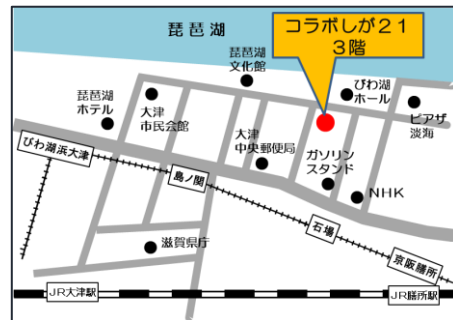 琵琶湖
コラボしが２１
３階
琵琶湖
文化館
びわ湖
ホール
琵琶湖
ホテル
大津
市民会館
ピアザ
淡海
大津
中央郵便局
ガソリン
スタンド
びわ湖浜大津
島ノ関
NHK
石場
滋賀県庁
京阪膳所
JR大津駅
JR膳所駅